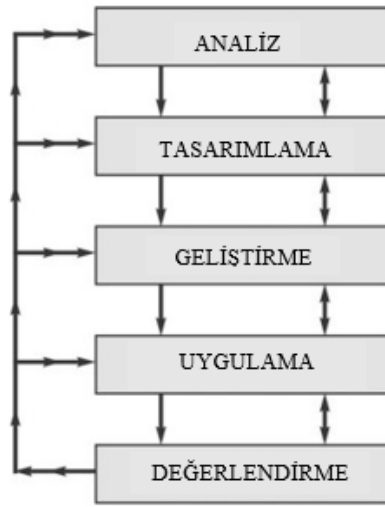 ANALİZ
TASARIMLAMA
GELİŞTİRME
UYGULAMA
DEĞERLENDİRME